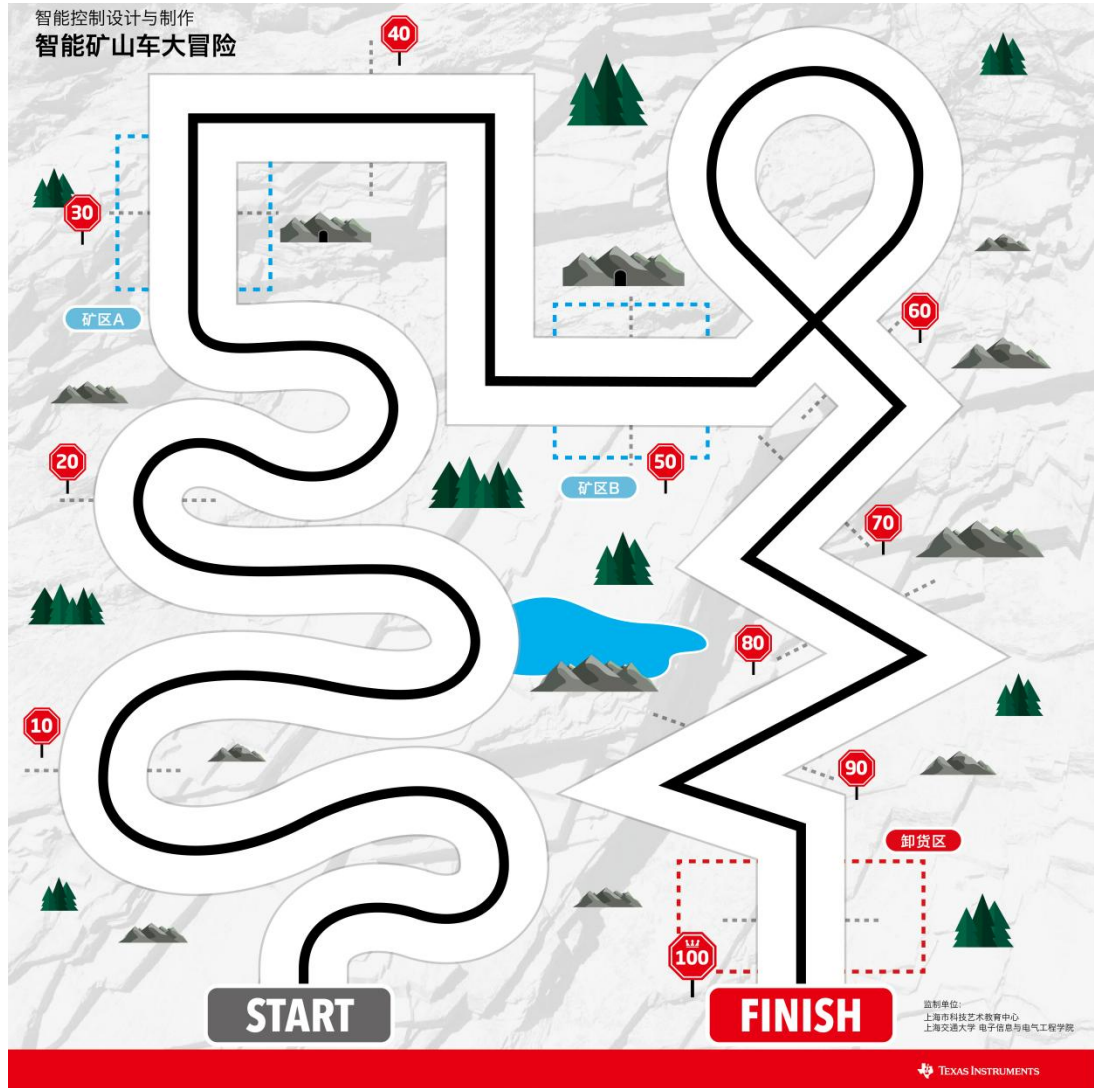 智能控制设计与制作
智能矿山车大冒险
40
30
矿区A
60
20
50
矿区B
70
80
10
90
卸货区
100
START
FINISH
监制单位:
上海市科技艺术教育中心
上海交通大学 电子信息与电气工程学院
TEXAS INSTRUMENTS